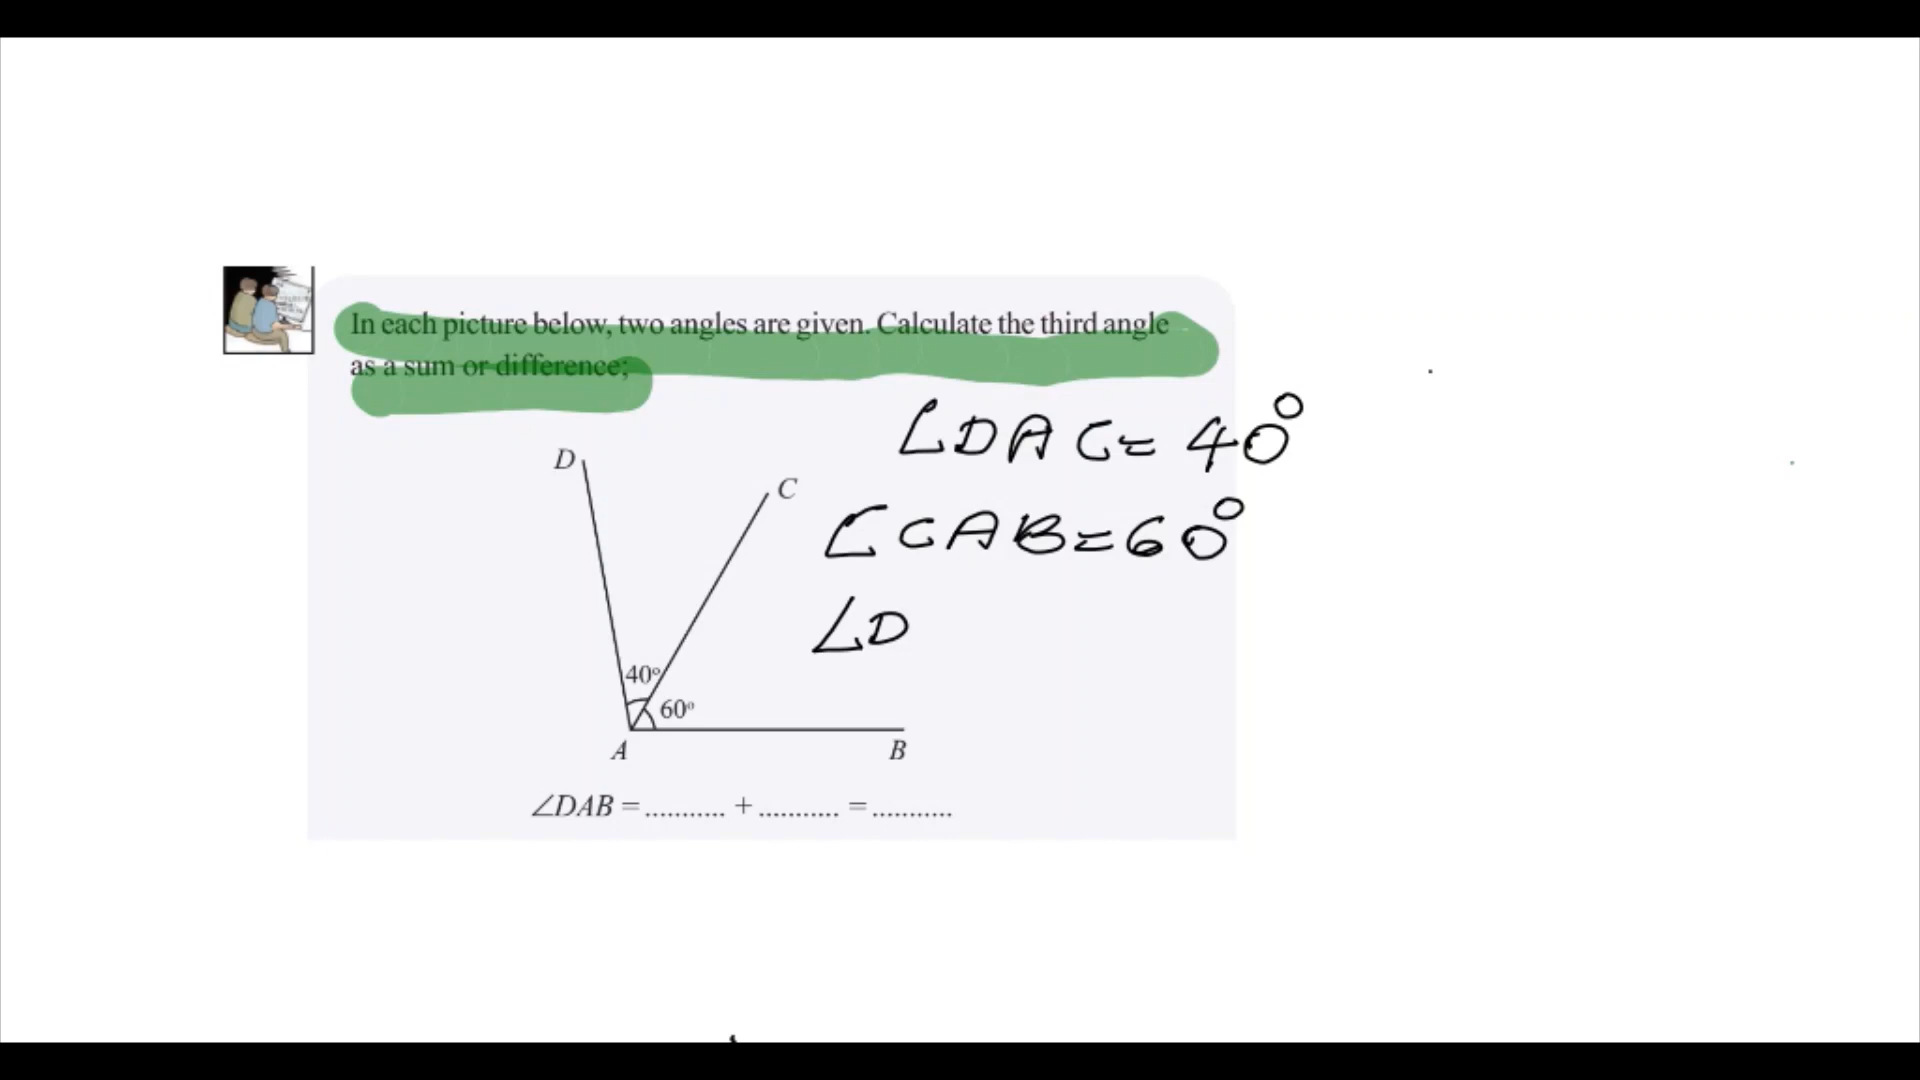 In each picture below, two angles are given. Calculate the third angle
as a sum or difference;
∠DAC = 40°
D
C
∠CAB = 60°
∠D
40°
60°
A
B
∠DAB = ........... + ........... = ...........